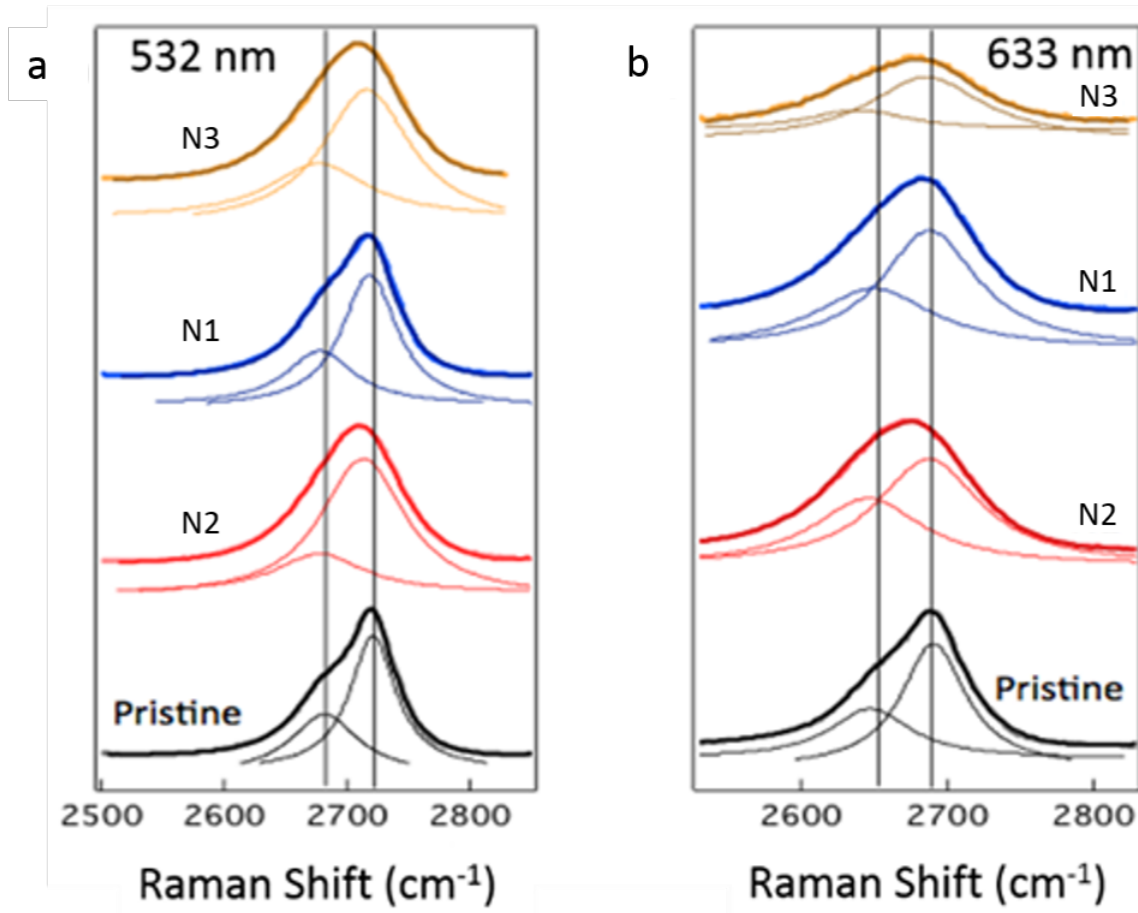 a
532 nm
N3
N1
N2
Pristine
2500 2600 2700 2800
Raman Shift (cm⁻¹)
b
633 nm
N3
N1
N2
Pristine
2600 2700 2800
Raman Shift (cm⁻¹)